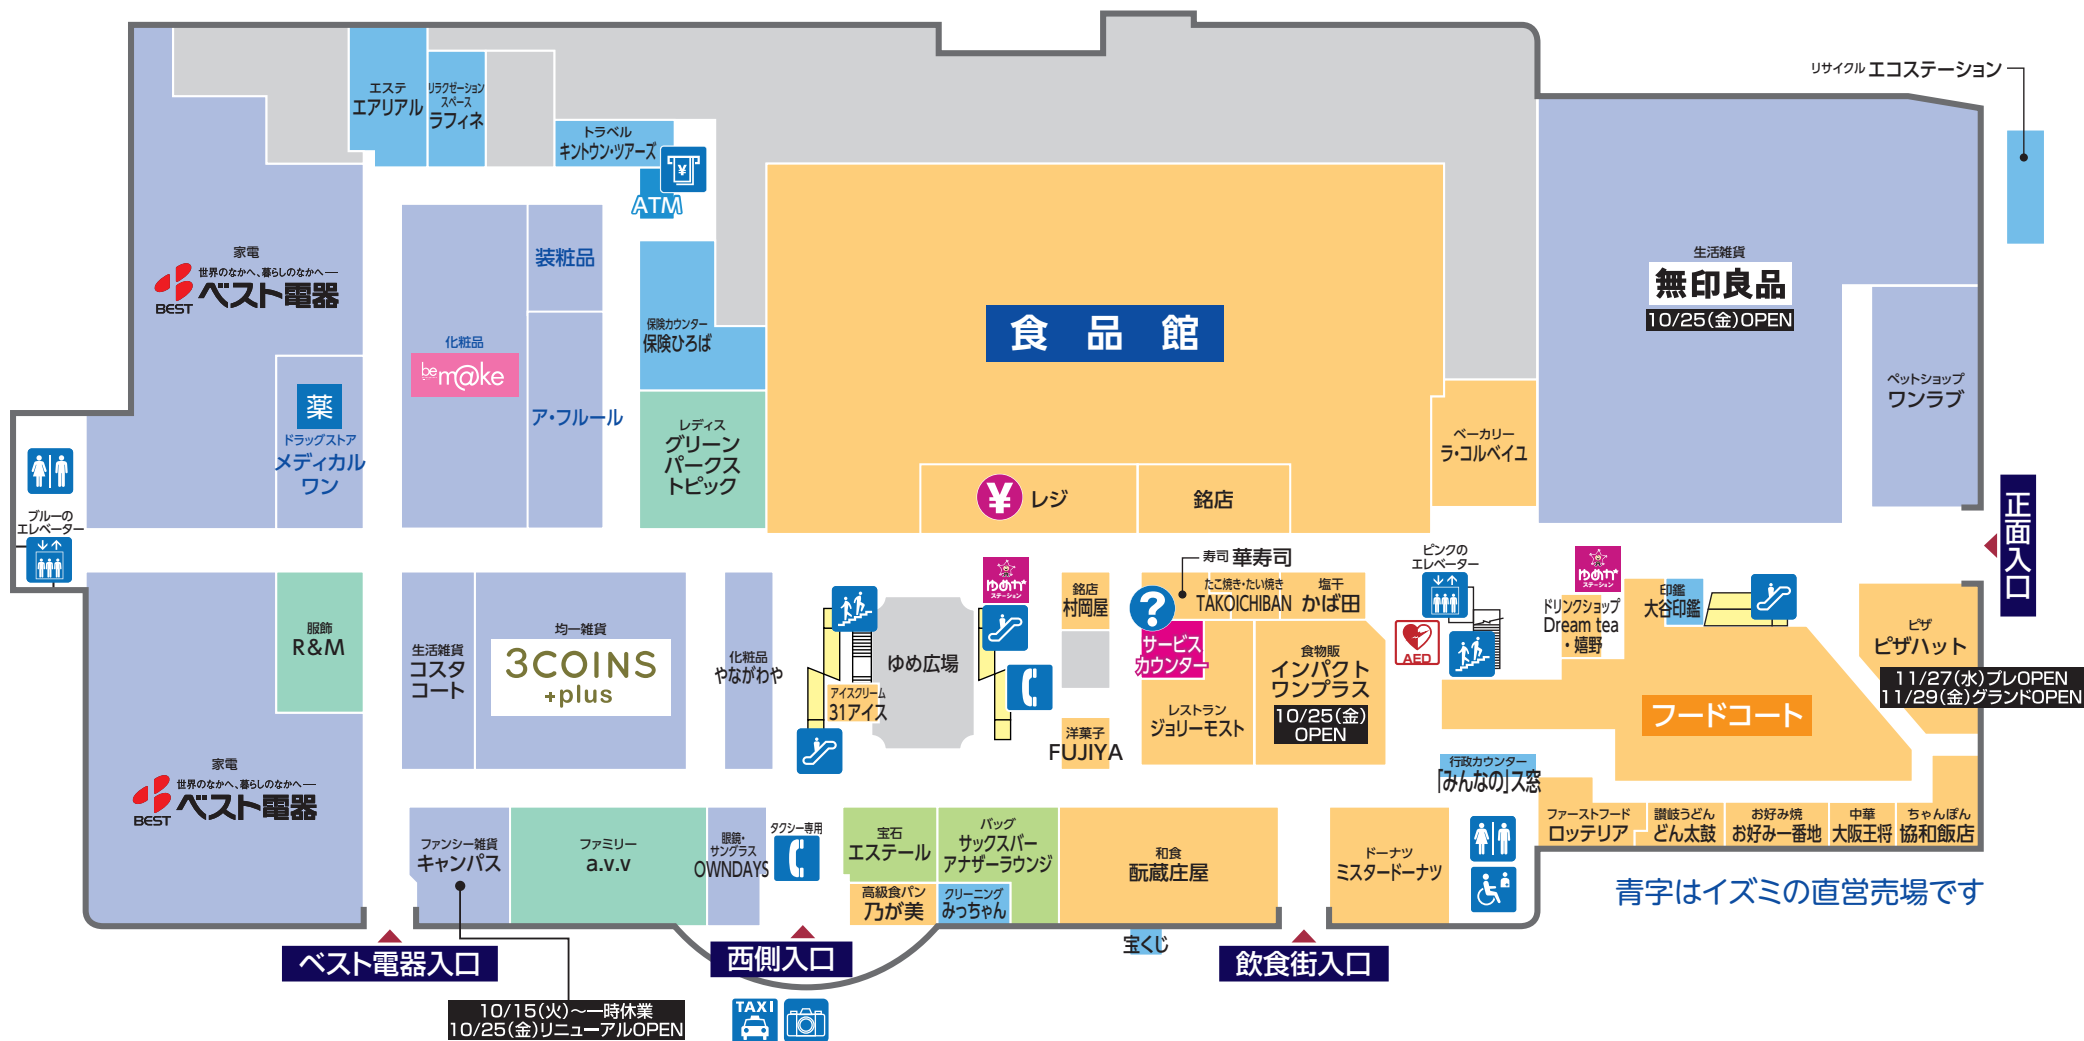 リサイクル エコステーション
エステ
エアリアル
リラクゼーション
スペース
ラフィネ
トラベル
キントウン・ツアーズ
¥
ATM
家電
世界のなかへ、暮らしのなかへ―
BEST ベスト電器
装粧品
化粧品
be m@ke
ア・フルール
保険カウンター
保険ひろば
レディス
グリーン
パークス
トピック
食品館
¥ レジ
銘店
生活雑貨
無印良品
10/25(金)OPEN
ペットショップ
ワンラブ
ベーカリー
ラ・コルベイユ
薬
ドラッグストア
メディカル
ワン
ブルーの
エレベーター
正面入口
服飾
R&M
生活雑貨
コスタ
コート
均一雑貨
3COINS
+plus
化粧品
やながわや
アイスクリーム
31アイス
ゆめ広場
ゆめか
ステーション
銘店
村岡屋
洋菓子
FUJIYA
寿司 華寿司
たこ焼き・たい焼き
TAKOICHIBAN
塩干
かば田
?
サービス
カウンター
レストラン
ジョリーモスト
食物販
インパクト
ワンプラス
10/25(金)
OPEN
ピンクの
エレベーター
AED
ゆめか
ステーション
ドリンクショップ
Dream tea
・嬉野
印鑑
大谷印鑑
ピザ
ピザハット
11/27(水)プレOPEN
11/29(金)グランドOPEN
フードコート
行政カウンター
「みんなの」ス窓
ファーストフード
ロッテリア
讃岐うどん
どん太鼓
お好み焼
お好み一番地
中華
大阪王将
ちゃんぽん
協和飯店
家電
世界のなかへ、暮らしのなかへ―
BEST ベスト電器
ファンシー雑貨
キャンパス
ファミリー
a.v.v
眼鏡・
サングラス
OWNDAYS
タクシー専用
宝石
エステール
バッグ
サックスバー
アナザーラウンジ
高級食パン
乃が美
クリーニング
みっちゃん
和食
酛蔵庄屋
ドーナツ
ミスタードーナツ
青字はイズミの直営売場です
宝くじ
ベスト電器入口
西側入口
飲食街入口
10/15(火)～一時休業
10/25(金)リニューアルOPEN
TAXI